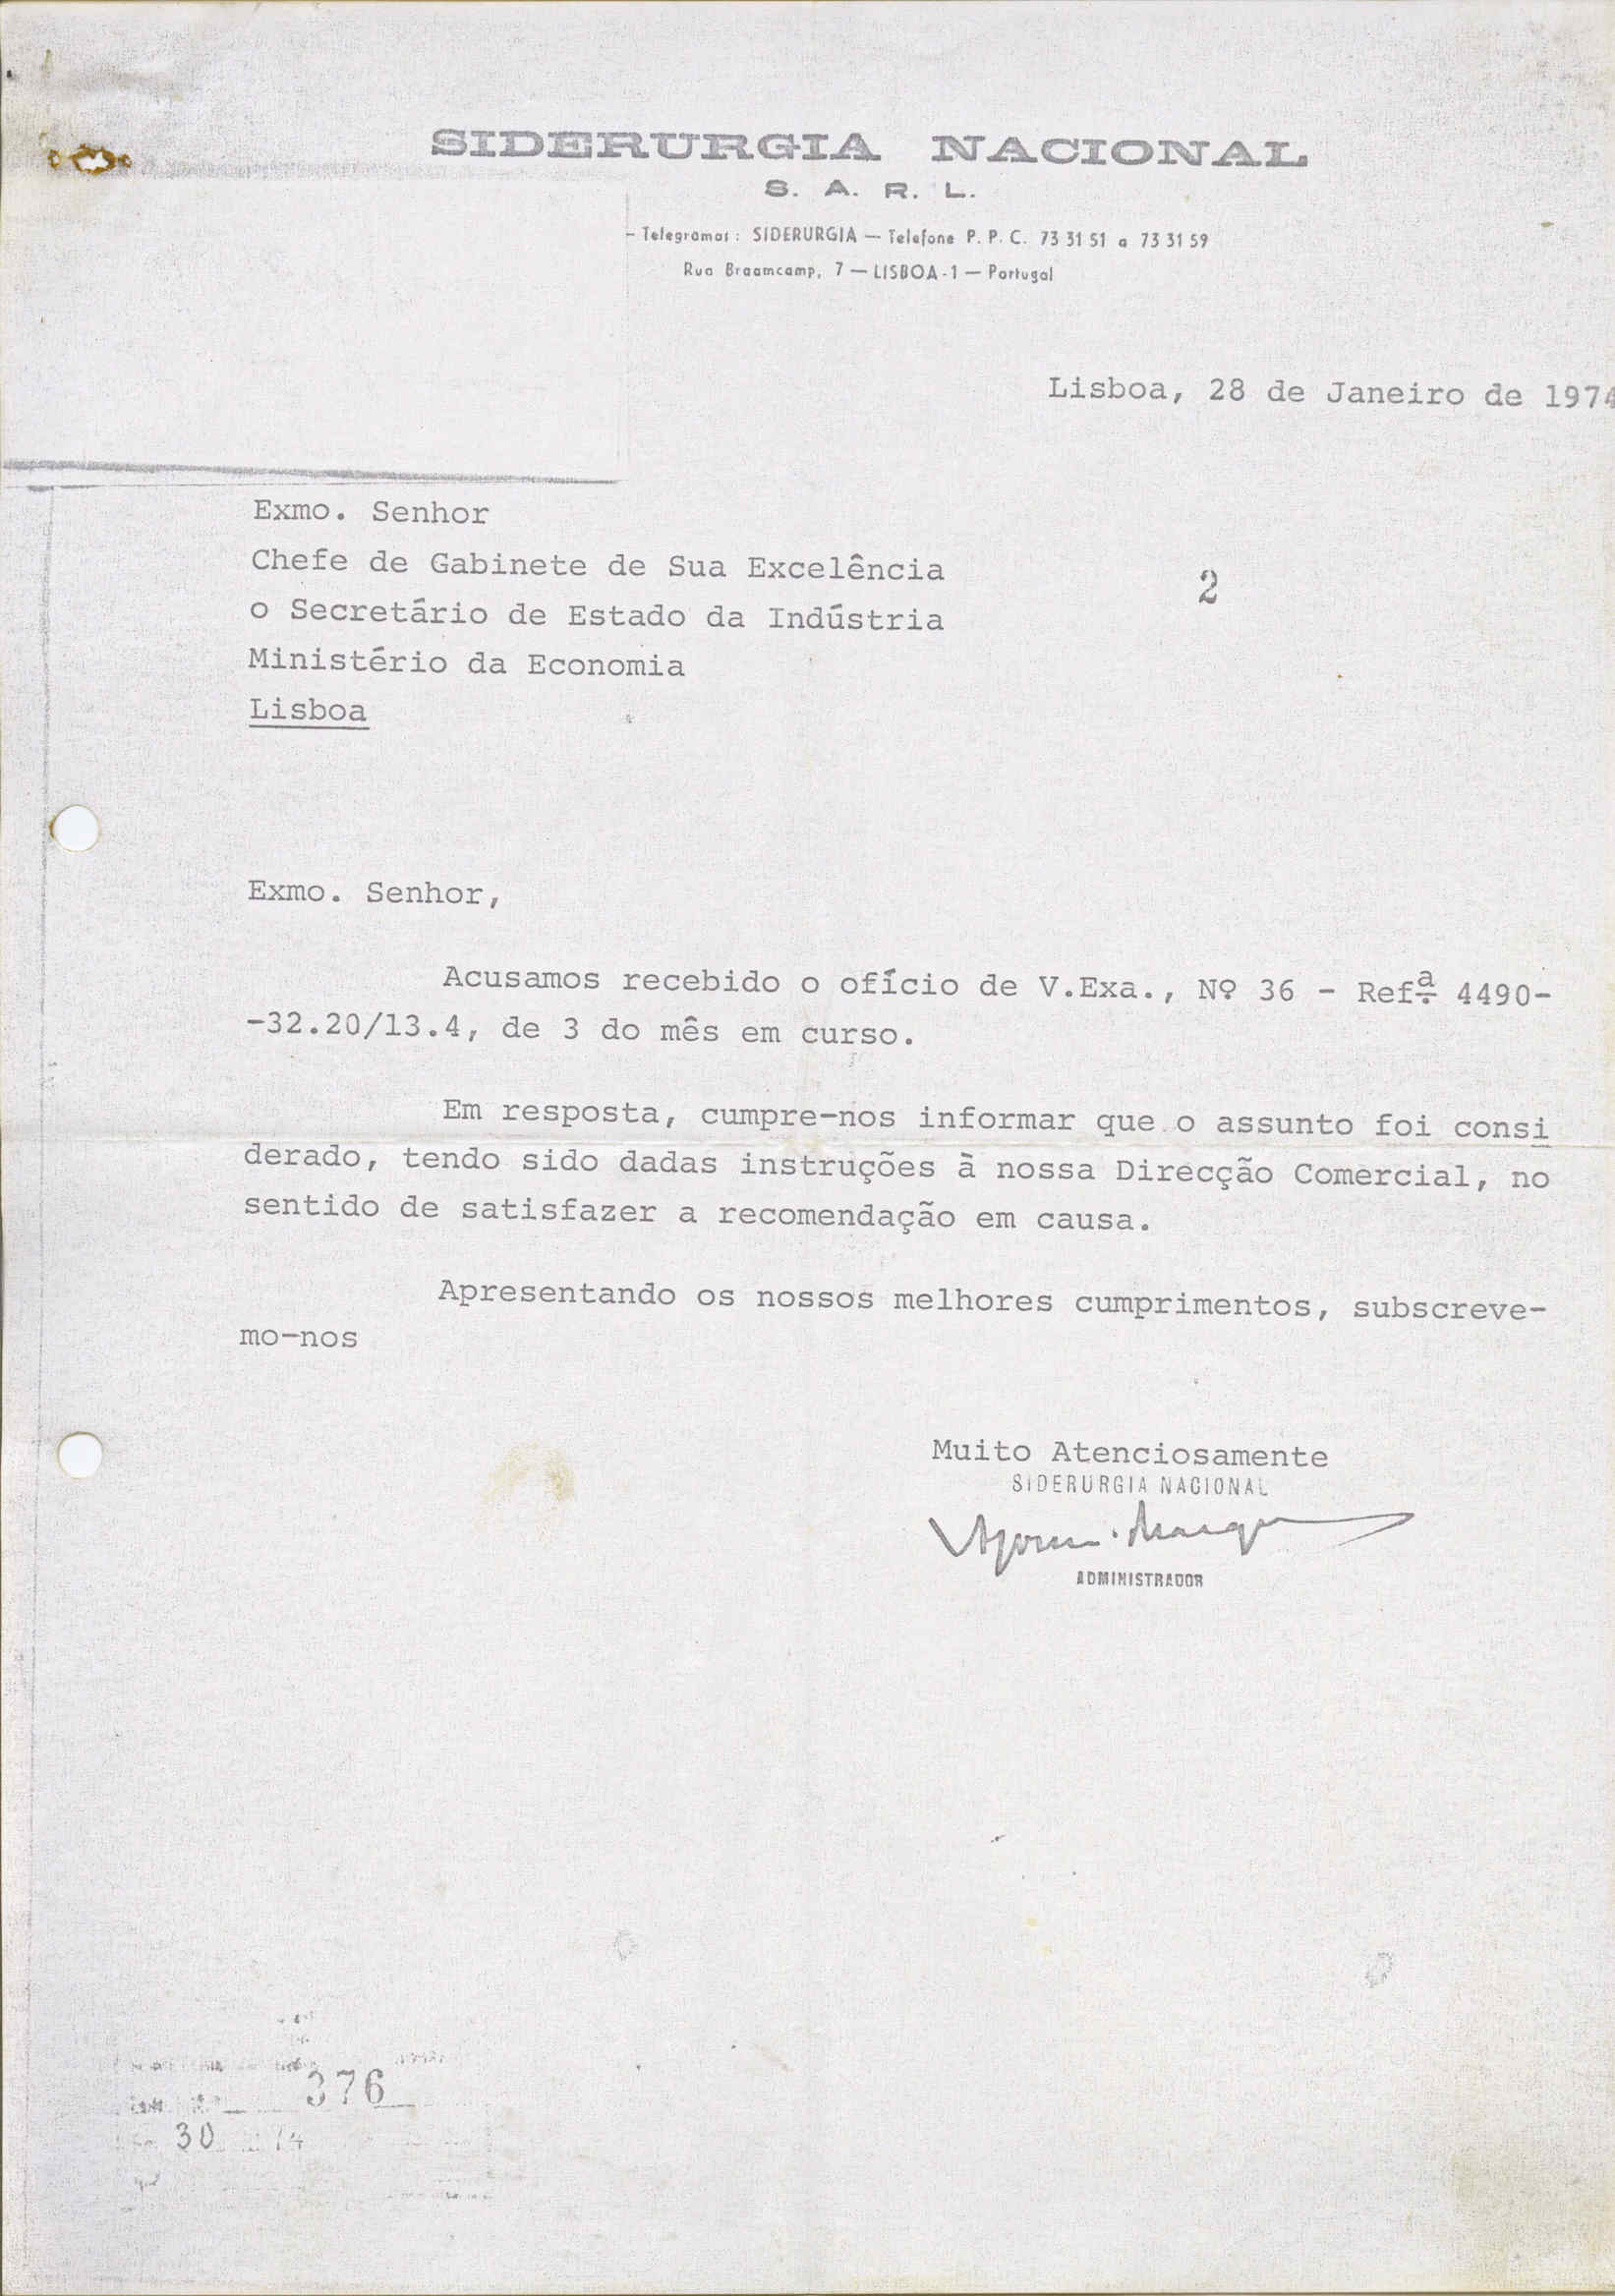 SIDERURGIA NACIONAL
S. A. R. L.
— Telegramas : SIDERURGIA — Telefone P. P. C. 73 31 51 a 73 31 59
Rua Braamcamp, 7 — LISBOA - 1 — Portugal
Lisboa, 28 de Janeiro de 1974
Exmo. Senhor
Chefe de Gabinete de Sua Excelência
o Secretário de Estado da Indústria
2
Ministério da Economia
Lisboa
Exmo. Senhor,
Acusamos recebido o ofício de V.Exa., Nº 36 - Refª 4490-
-32.20/13.4, de 3 do mês em curso.
Em resposta, cumpre-nos informar que o assunto foi consi
derado, tendo sido dadas instruções à nossa Direcção Comercial, no
sentido de satisfazer a recomendação em causa.
Apresentando os nossos melhores cumprimentos, subscreve-
mo-nos
Muito Atenciosamente
SIDERURGIA NACIONAL
ADMINISTRADOR
376
30 74